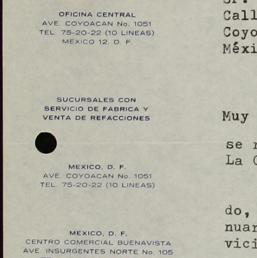 OFICINA CENTRAL
AVE. COYOACAN No. 1051
TEL. 75-20-22 (10 LINEAS)
MEXICO 12, D. F.
SUCURSALES CON
SERVICIO DE FABRICA Y
VENTA DE REFACCIONES
MEXICO, D. F.
AVE. COYOACAN No. 1051
TEL. 75-20-22 (10 LINEAS)
MEXICO, D. F.
CENTRO COMERCIAL BUENAVISTA
AVE. INSURGENTES NORTE No. 105
Call
Coyo
Méxi
Muy
se r
La C
do,
nuar
vici